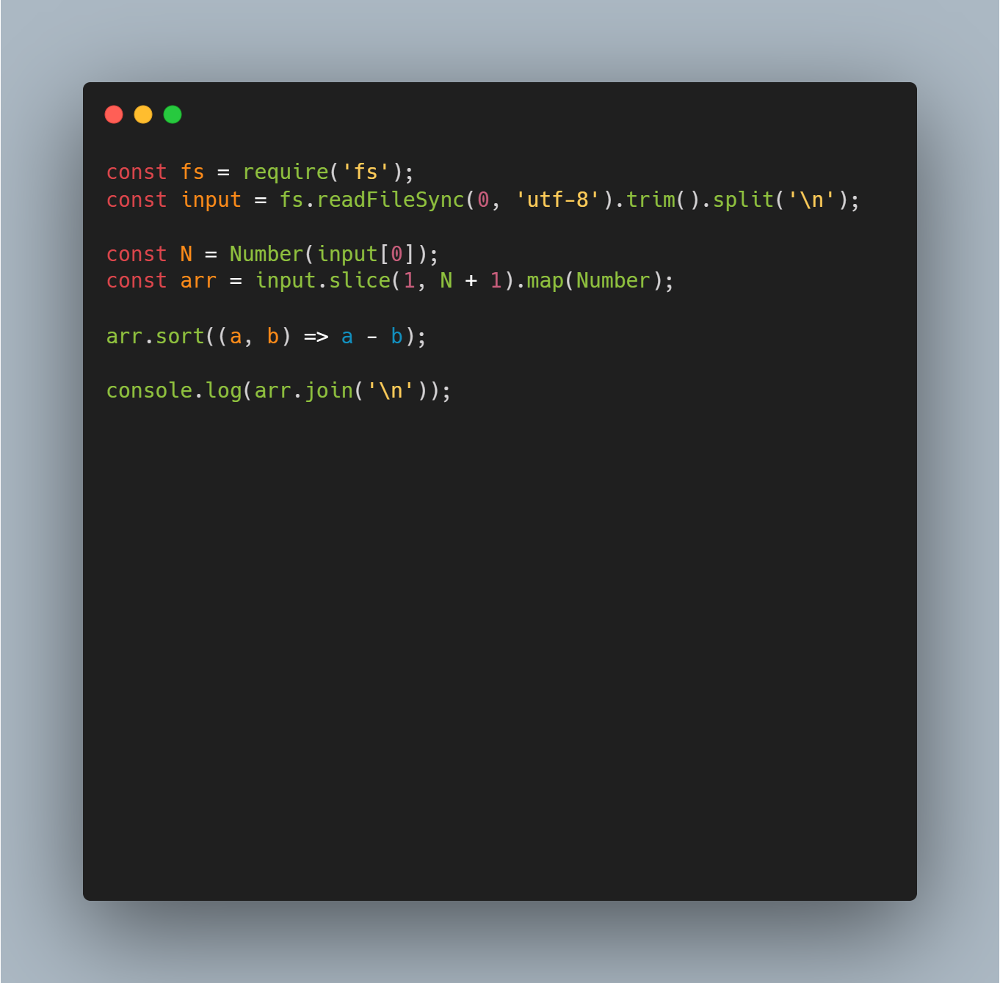 const fs = require('fs');
const input = fs.readFileSync(0, 'utf-8').trim().split('\n');
const N = Number(input[0]);
const arr = input.slice(1, N + 1).map(Number);
arr.sort((a, b) => a - b);
console.log(arr.join('\n'));